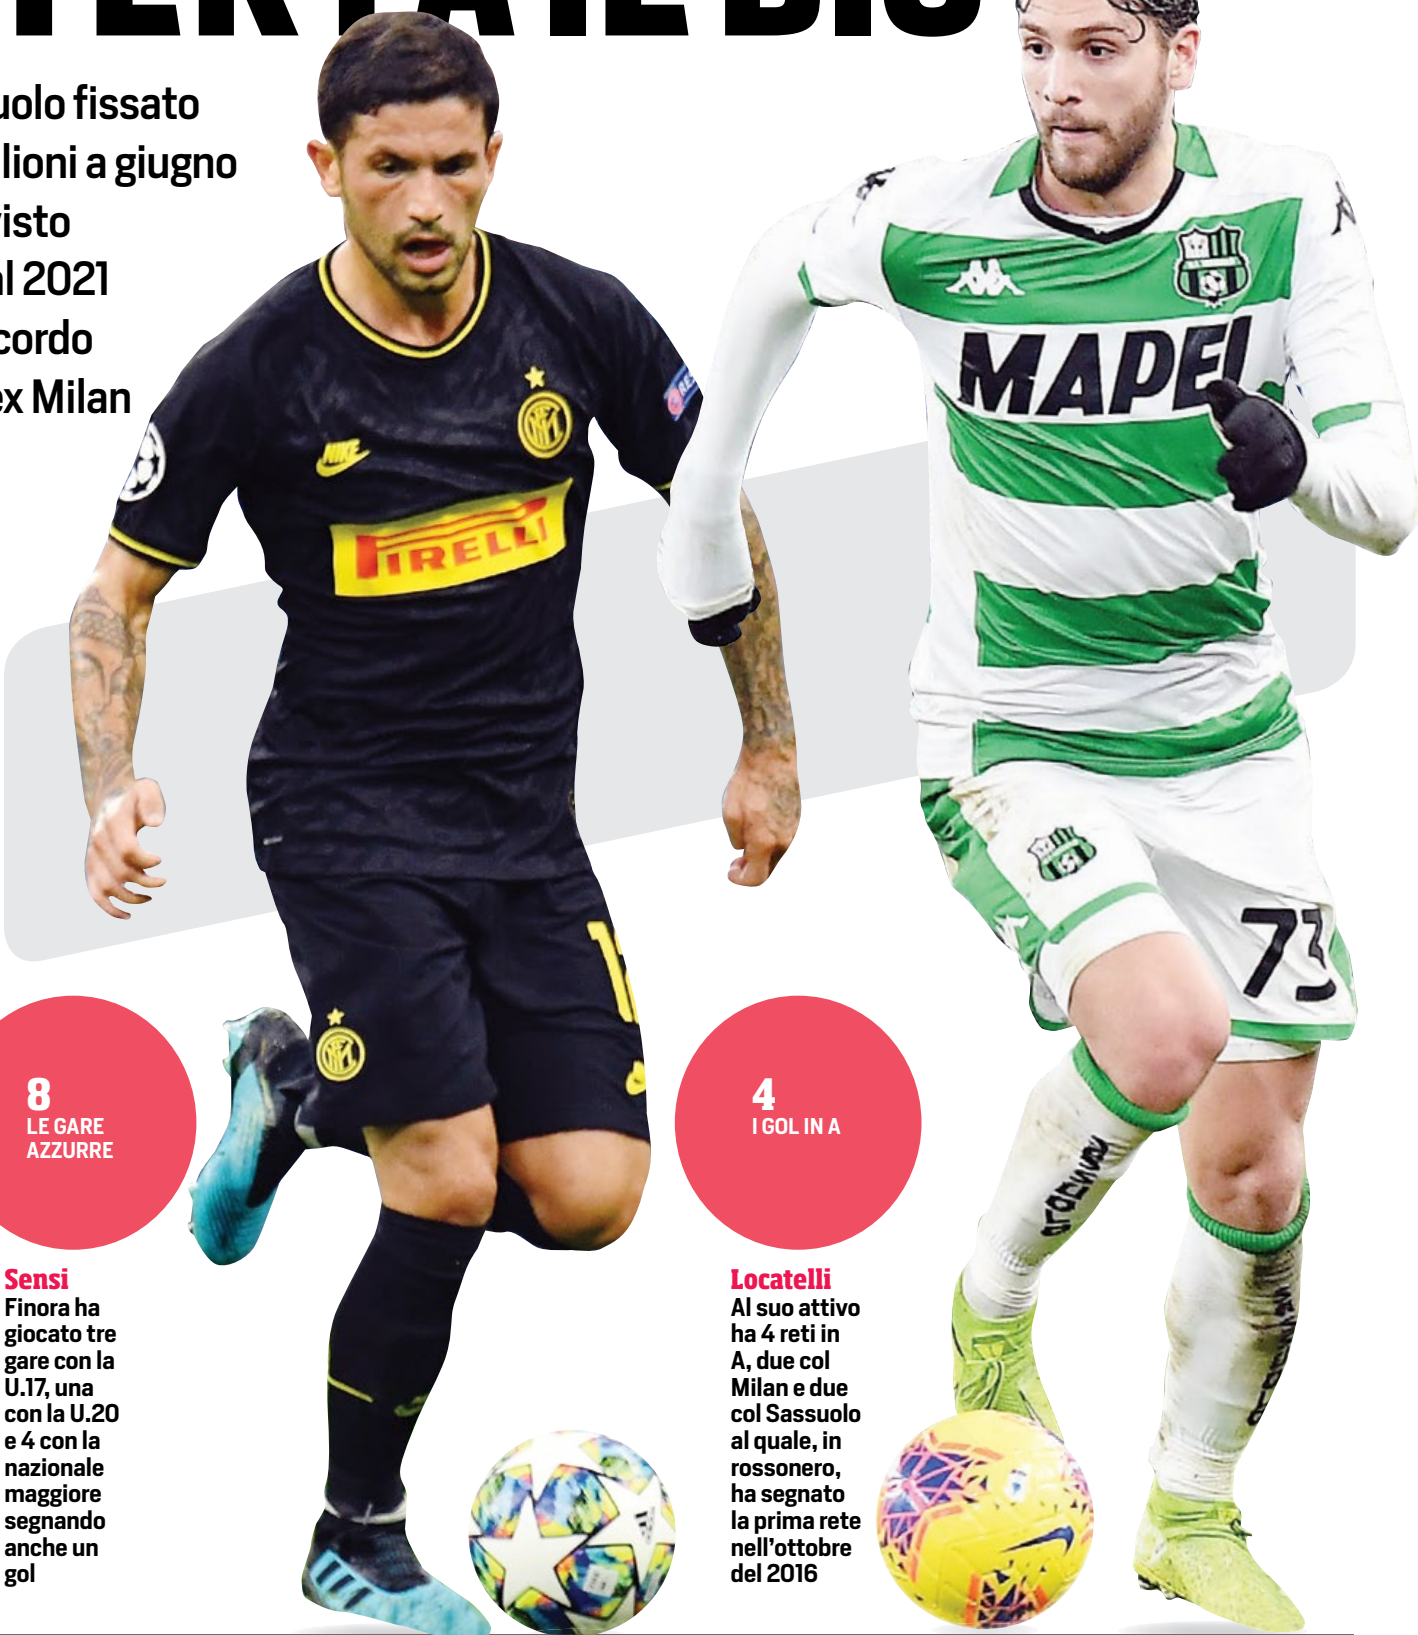 uolo fissato
lioni a giugno
isto
al 2021
cordo
ex Milan
NIKE
PIRELLI
MAPEI
73
8
LE GARE
AZZURRE
4
I GOL IN A
Sensi
Finora ha
giocato tre
gare con la
U.17, una
con la U.20
e 4 con la
nazionale
maggiore
segnando
anche un
gol
Locatelli
Al suo attivo
ha 4 reti in
A, due col
Milan e due
col Sassuolo
al quale, in
rossonero,
ha segnato
la prima rete
nell'ottobre
del 2016